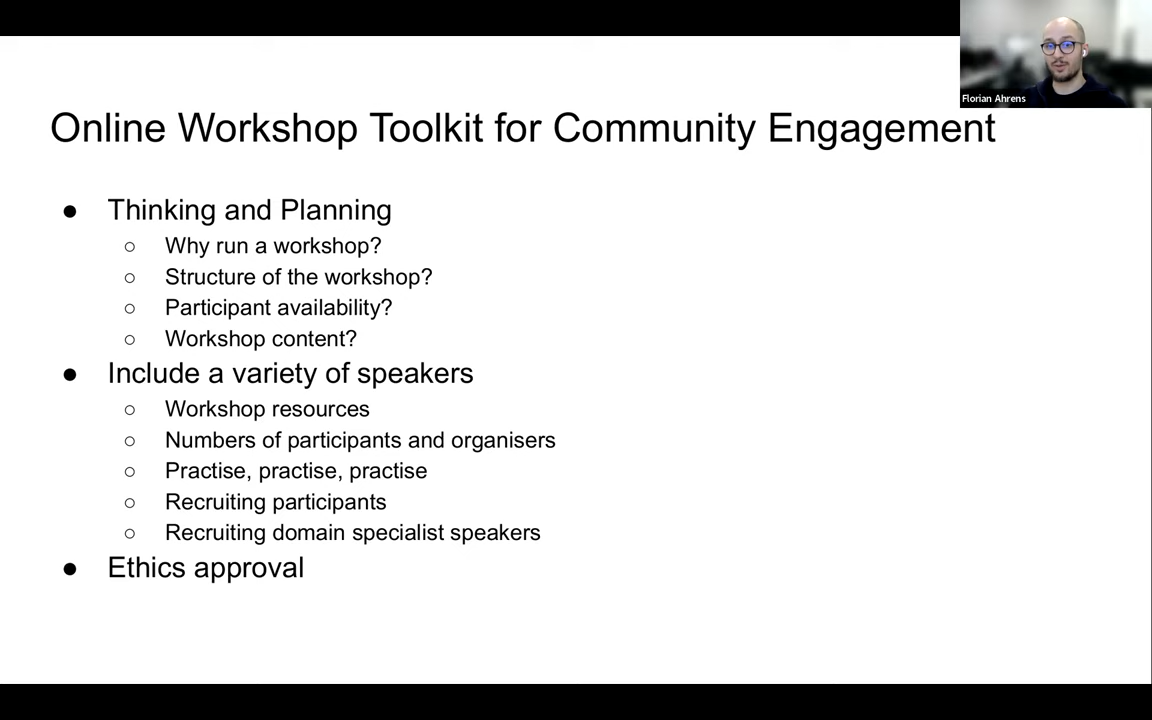 Florian Ahrens
Online Workshop Toolkit for Community Engagement
● Thinking and Planning
○ Why run a workshop?
○ Structure of the workshop?
○ Participant availability?
○ Workshop content?
● Include a variety of speakers
○ Workshop resources
○ Numbers of participants and organisers
○ Practise, practise, practise
○ Recruiting participants
○ Recruiting domain specialist speakers
● Ethics approval